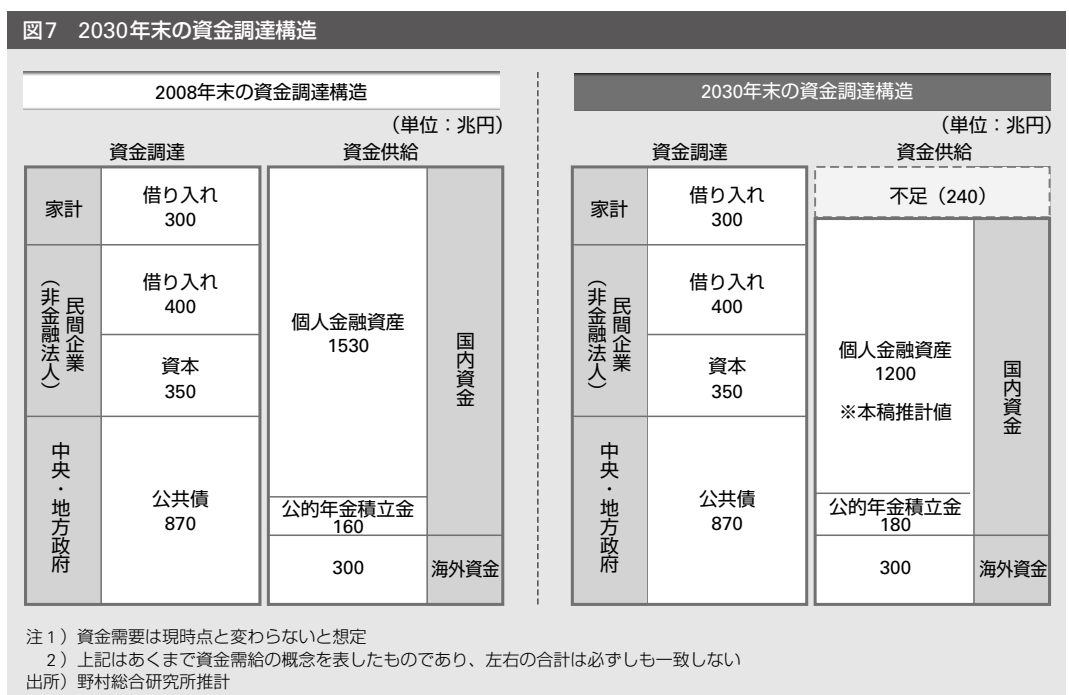 図7 2030年末の資金調達構造
2008年末の資金調達構造
（単位：兆円）
資金調達
資金供給
家計
借り入れ
300
民間企業
（非金融法人）
借り入れ
400
資本
350
中央・地方政府
公共債
870
個人金融資産
1530
公的年金積立金
160
300
国内資金
海外資金
2030年末の資金調達構造
（単位：兆円）
資金調達
資金供給
家計
借り入れ
300
民間企業
（非金融法人）
借り入れ
400
資本
350
中央・地方政府
公共債
870
不足（240）
個人金融資産
1200
※本稿推計値
公的年金積立金
180
300
国内資金
海外資金
注1）資金需要は現時点と変わらないと想定
2）上記はあくまで資金需給の概念を表したものであり、左右の合計は必ずしも一致しない
出所）野村総合研究所推計